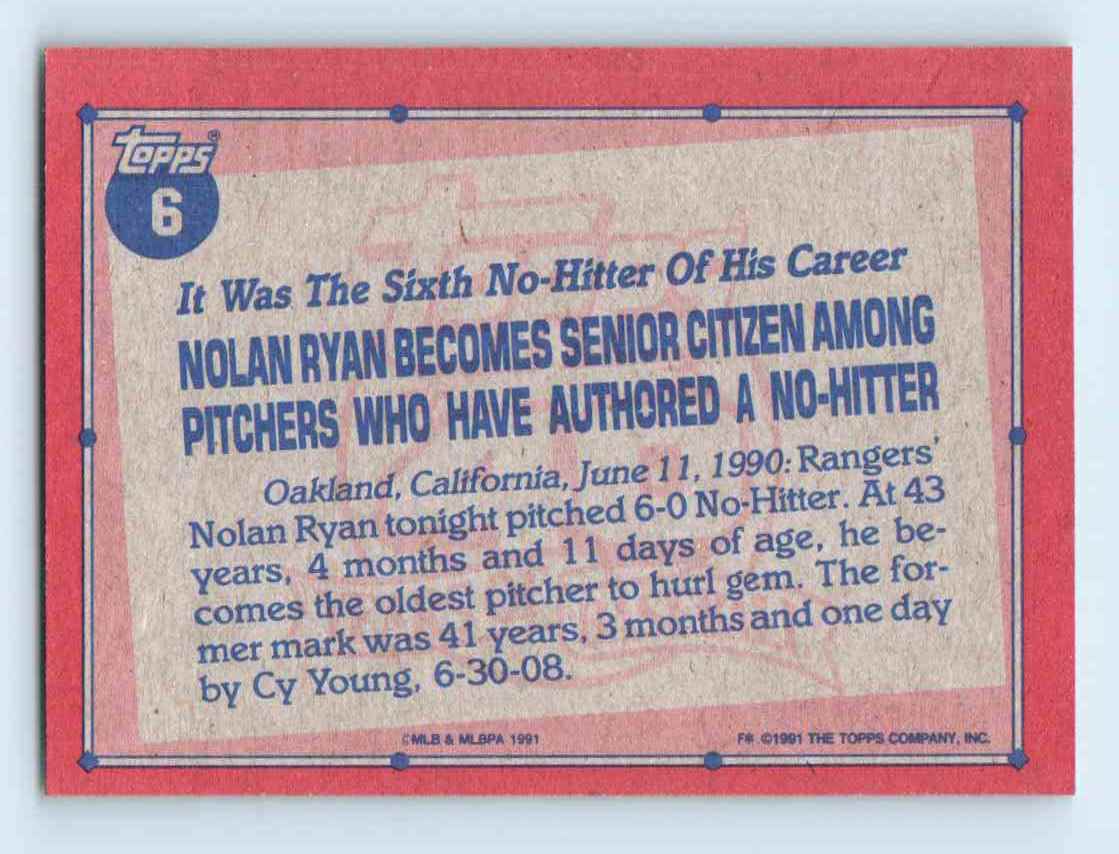 Topps
6
It Was The Sixth No-Hitter Of His Career
NOLAN RYAN BECOMES SENIOR CITIZEN AMONG
PITCHERS WHO HAVE AUTHORED A NO-HITTER
Oakland, California, June 11, 1990: Rangers'
Nolan Ryan tonight pitched 6-0 No-Hitter. At 43
years, 4 months and 11 days of age, he be-
comes the oldest pitcher to hurl gem. The for-
mer mark was 41 years, 3 months and one day
by Cy Young, 6-30-08.
©MLB & MLBPA 1991
F* ©1991 THE TOPPS COMPANY, INC.